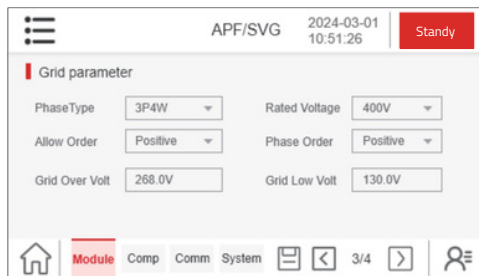 APF/SVG 2024-03-01 10:51:26 Standy
Grid parameter
PhaseType 3P4W Rated Voltage 400V
Allow Order Positive Phase Order Positive
Grid Over Volt 268.0V Grid Low Volt 130.0V
Module Comp Comm System 3/4